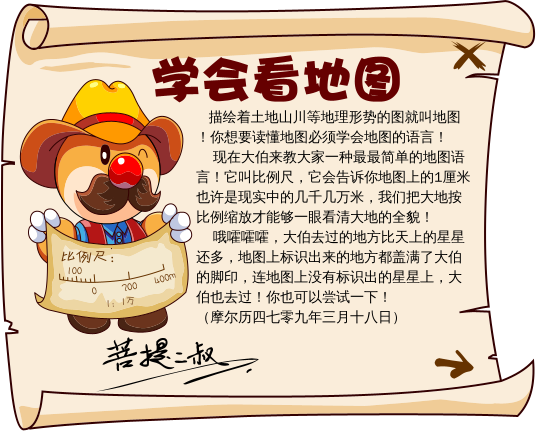 学会看地图
描绘着土地山川等地理形势的图就叫地图
！你想要读懂地图必须学会地图的语言！
现在大伯来教大家一种最最简单的地图语
言！它叫比例尺，它会告诉你地图上的1厘米
也许是现实中的几千几万米，我们把大地按
比例缩放才能够一眼看清大地的全貌！
哦嚯嚯嚯，大伯去过的地方比天上的星星
还多，地图上标识出来的地方都盖满了大伯
的脚印，连地图上没有标识出的星星上，大
伯也去过！你也可以尝试一下！
（摩尔历四七零九年三月十八日）
比例尺：
100
0 200 400m
1：1万
菩提二叔